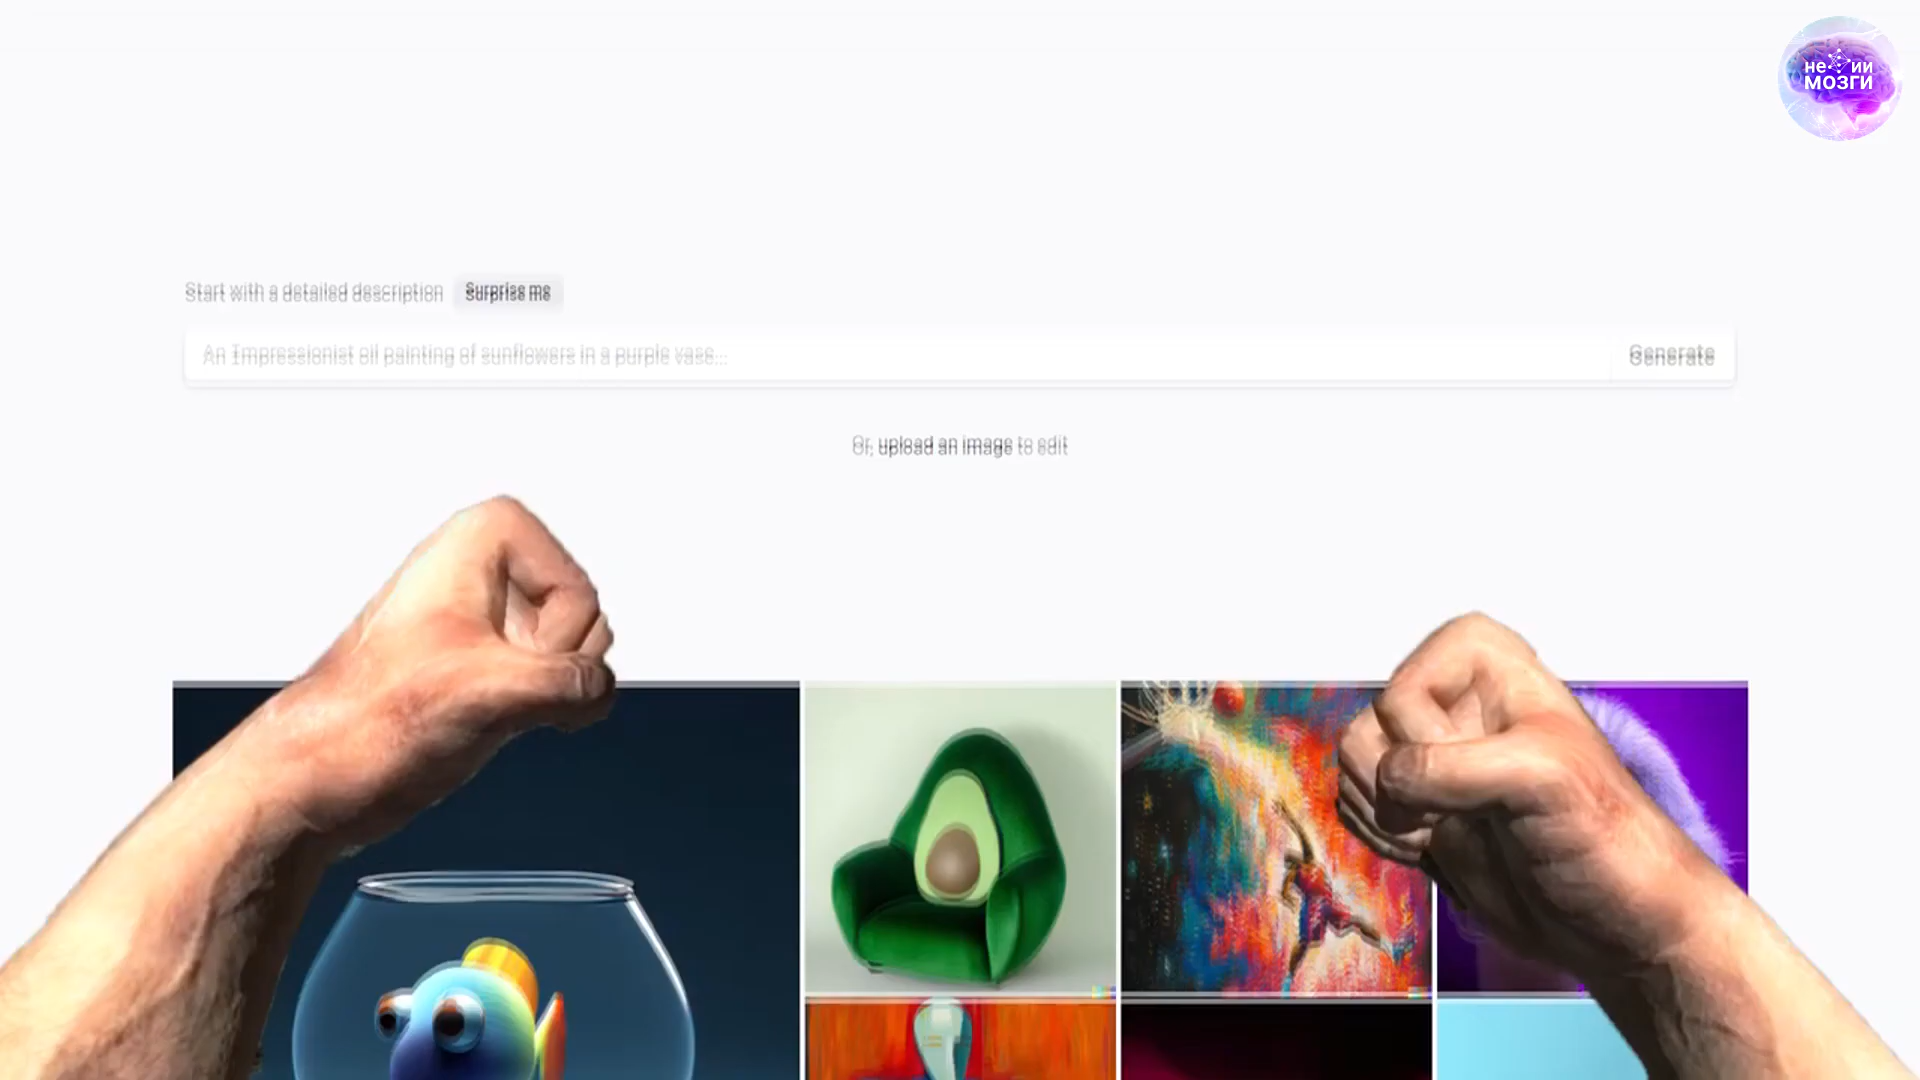 не ии
мозги
Start with a detailed description
Surprise me
An Impressionist oil painting of sunflowers in a purple vase...
Generate
Or, upload an image to edit